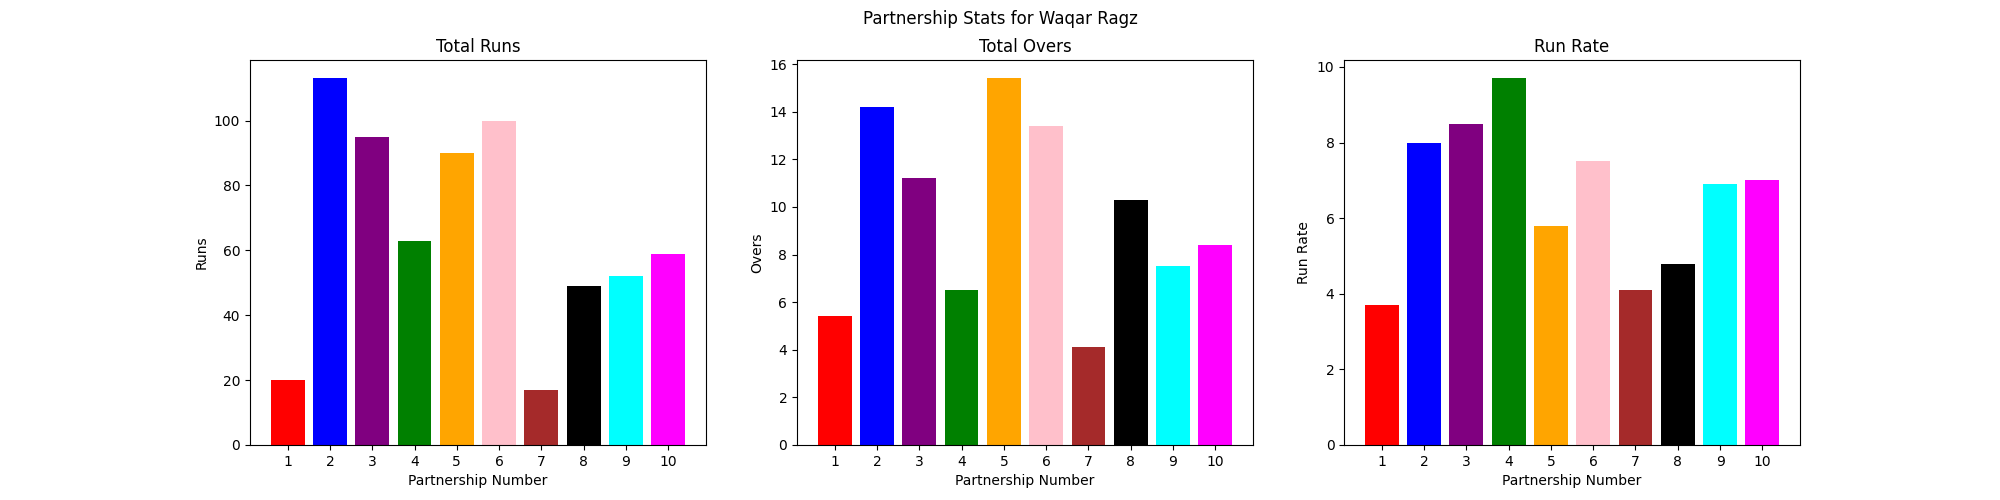 Partnership Stats for Waqar Ragz
Total Runs
Runs
100
80
60
40
20
0
1 2 3 4 5 6 7 8 9 10
Partnership Number
Total Overs
Overs
16
14
12
10
8
6
4
2
0
1 2 3 4 5 6 7 8 9 10
Partnership Number
Run Rate
Run Rate
10
8
6
4
2
0
1 2 3 4 5 6 7 8 9 10
Partnership Number